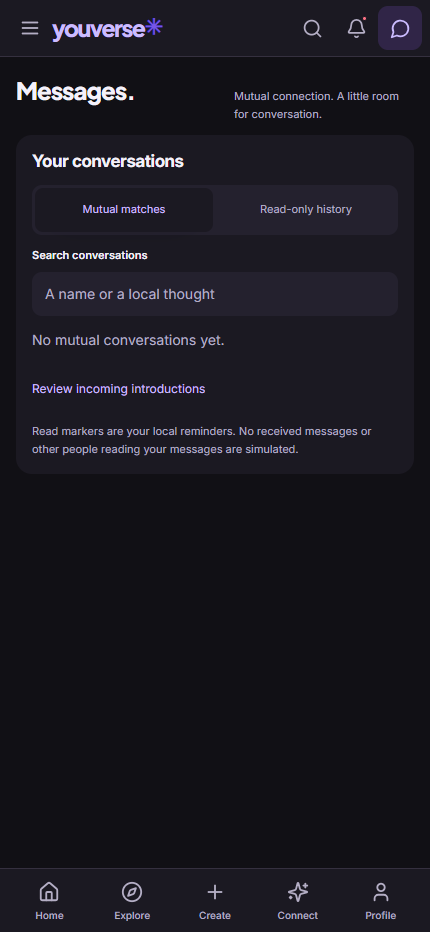 youverse
Messages.
Mutual connection. A little room
for conversation.
Your conversations
Mutual matches
Read-only history
Search conversations
A name or a local thought
No mutual conversations yet.
Review incoming introductions
Read markers are your local reminders. No received messages or
other people reading your messages are simulated.
Home
Explore
Create
Connect
Profile